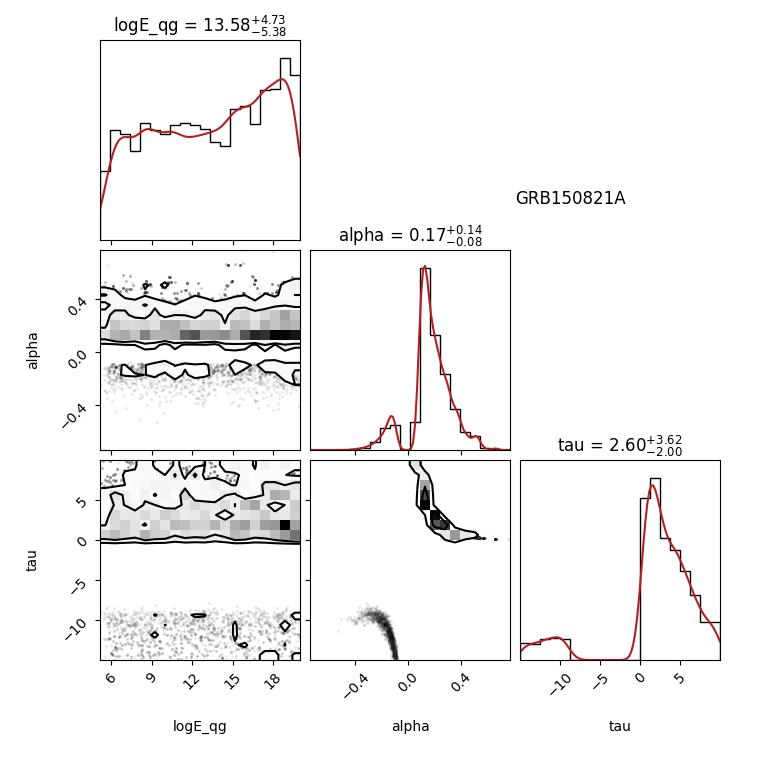 logE_qg = 13.58+4.73−5.38
GRB150821A
alpha = 0.17+0.14−0.08
0.4
0.0
−0.4
alpha
tau = 2.60+3.62−2.00
5
0
−5
−10
tau
6 9 12 15 18
−0.4 0.0 0.4
−10 −5 0 5
logE_qg alpha tau